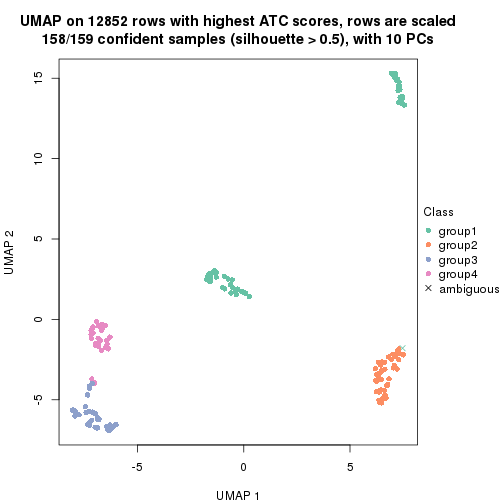 UMAP on 12852 rows with highest ATC scores, rows are scaled
158/159 confident samples (silhouette > 0.5), with 10 PCs
15
10
5
0
-5
UMAP 2
-5
0
5
UMAP 1
Class
group1
group2
group3
group4
ambiguous